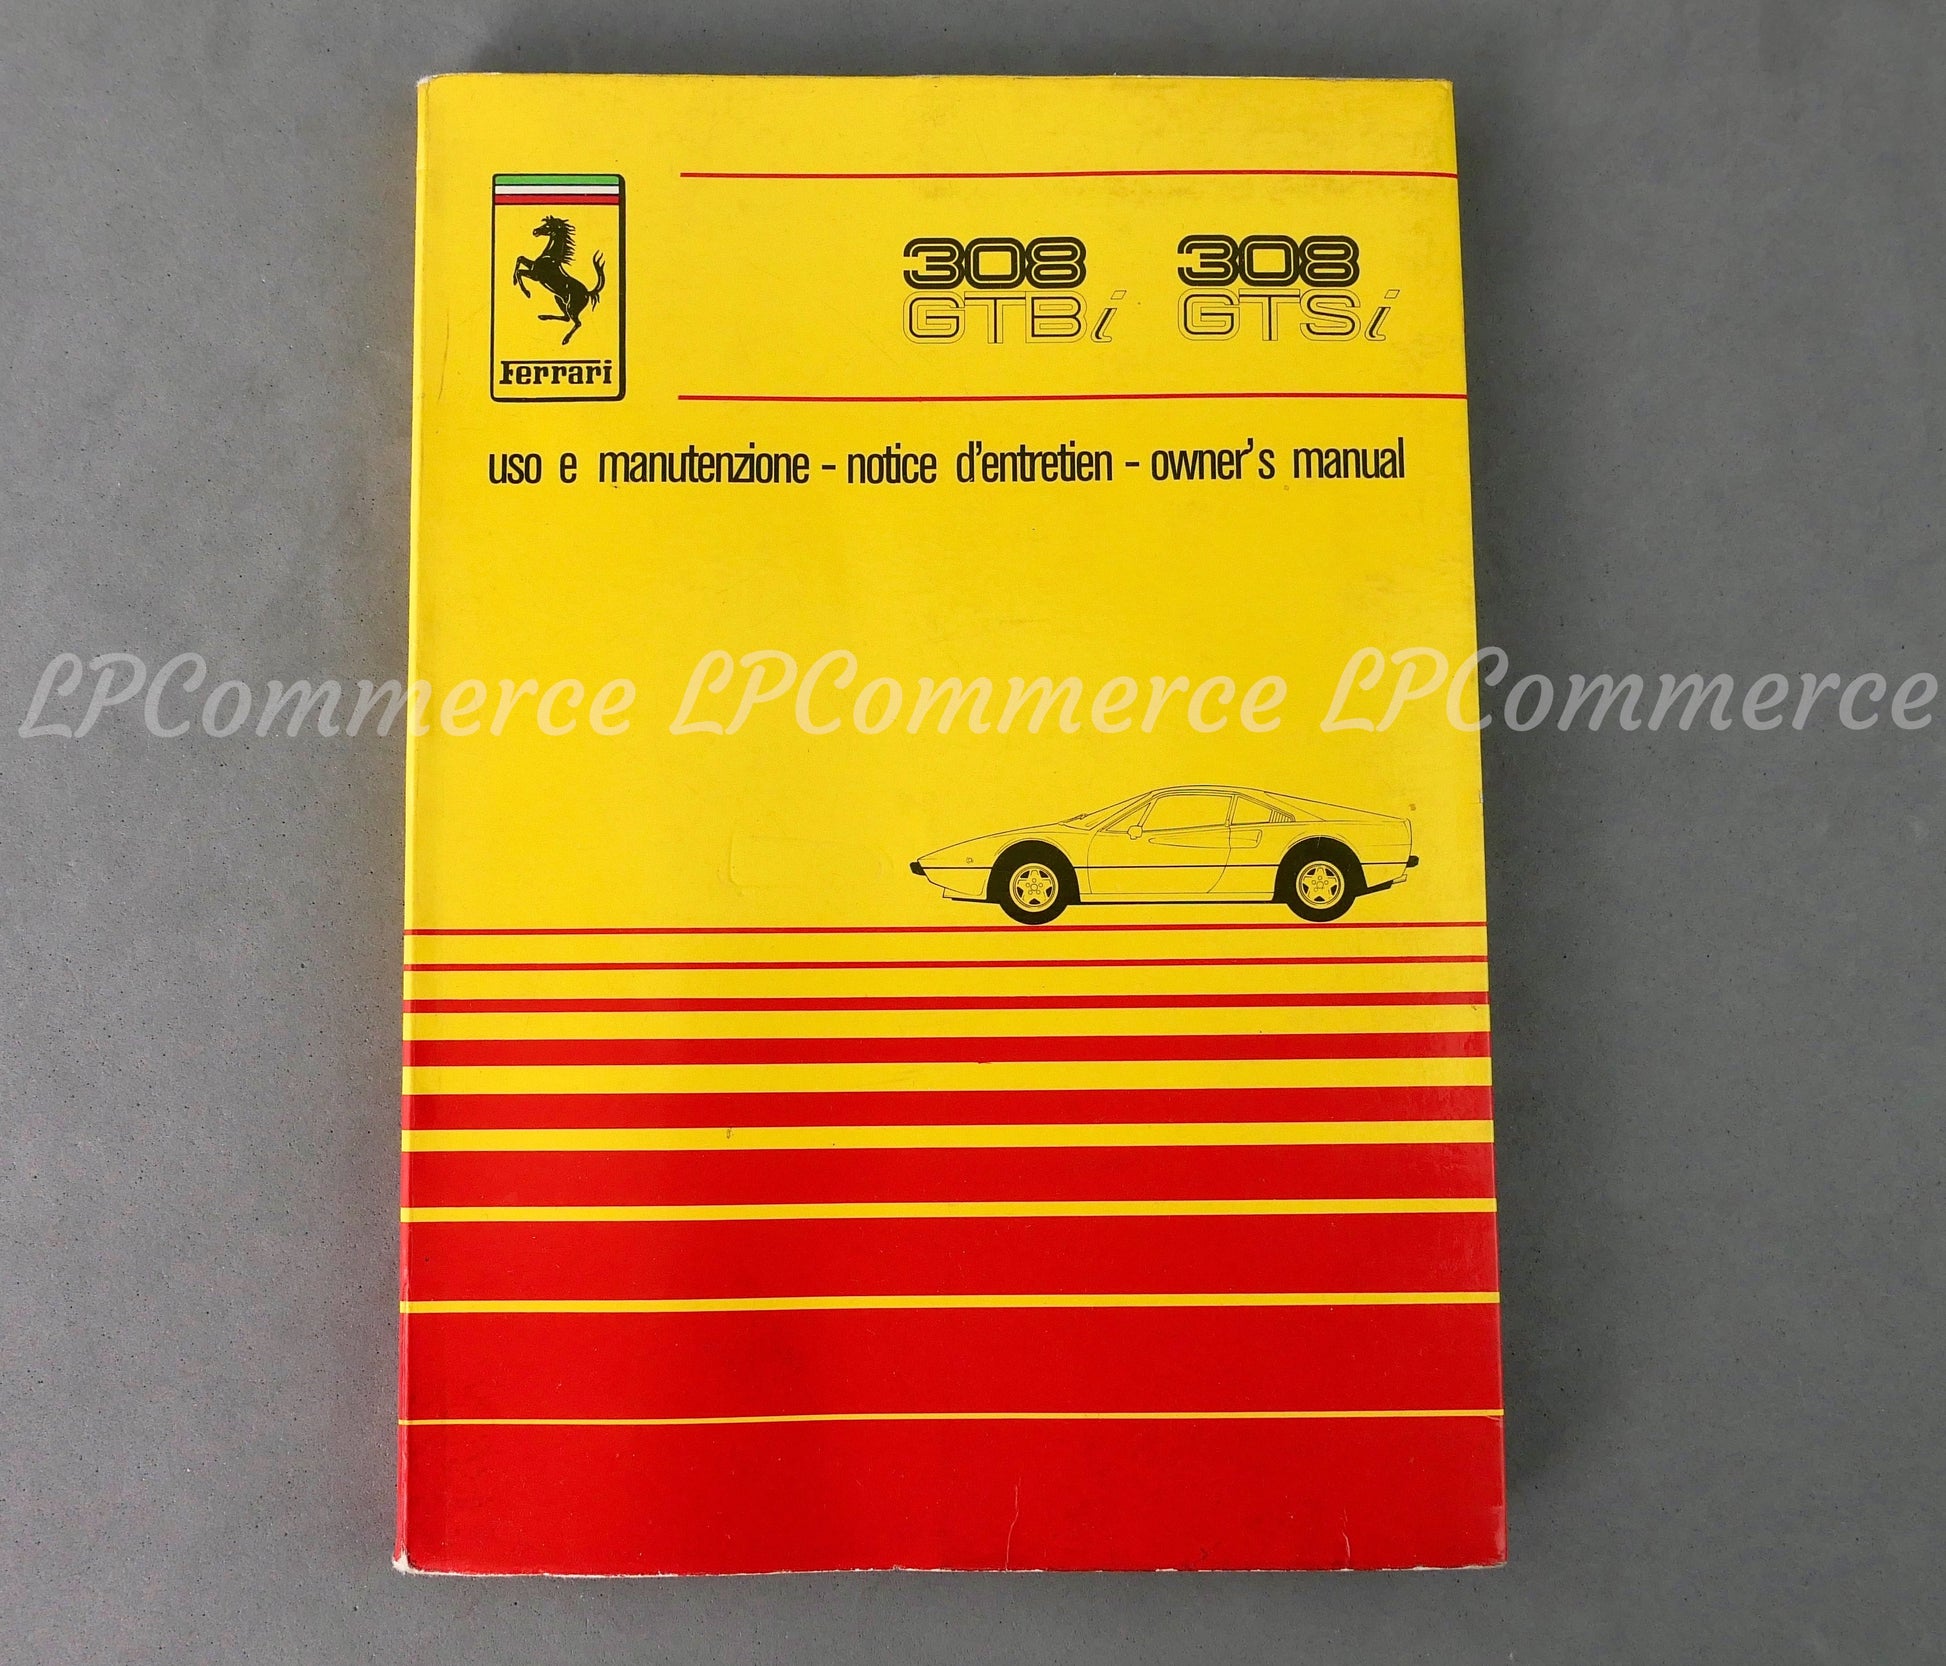 308 308
GTBi GTSi
Ferrari
uso e manutenzione - notice d'entretien - owner's manual
LPCommerce LPCommerce LPCommerce